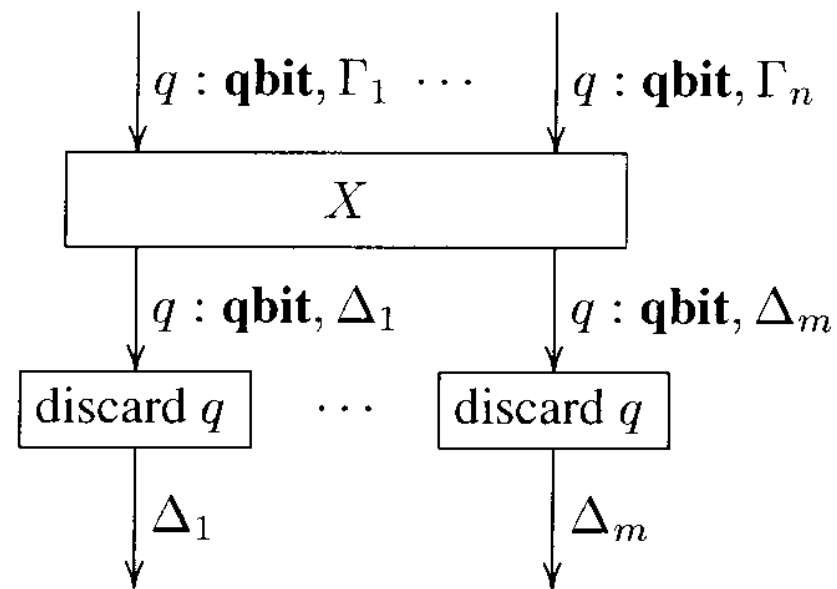 q : qbit, Γ₁ ··· q : qbit, Γₙ
X
q : qbit, Δ₁ q : qbit, Δₘ
discard q ··· discard q
Δ₁ Δₘ